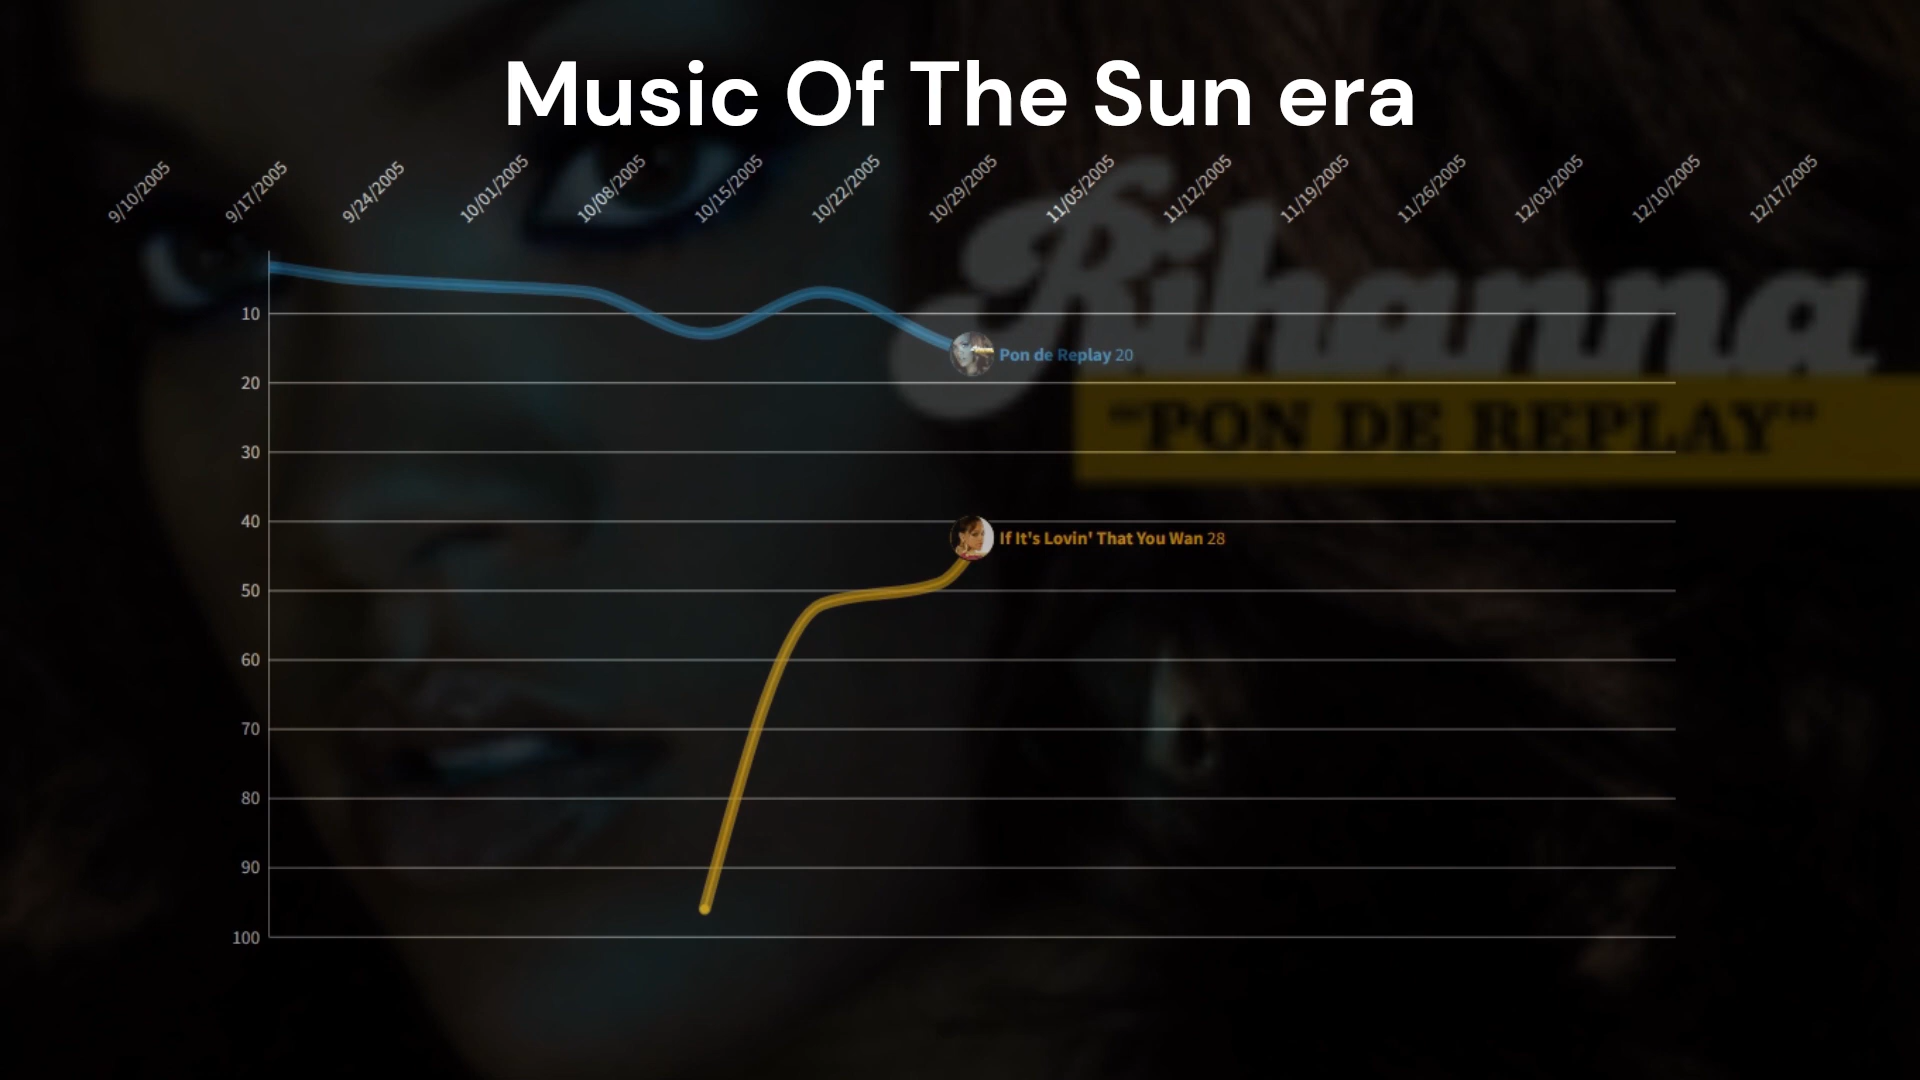 Music Of The Sun era
9/10/2005 9/17/2005 9/24/2005 10/01/2005 10/08/2005 10/15/2005 10/22/2005 10/29/2005 11/05/2005 11/12/2005 11/19/2005 11/26/2005 12/03/2005 12/10/2005 12/17/2005
Rihanna
10
Pon de Replay 20
20
"PON DE REPLAY"
30
40
If It's Lovin' That You Wan 28
50
60
70
80
90
100